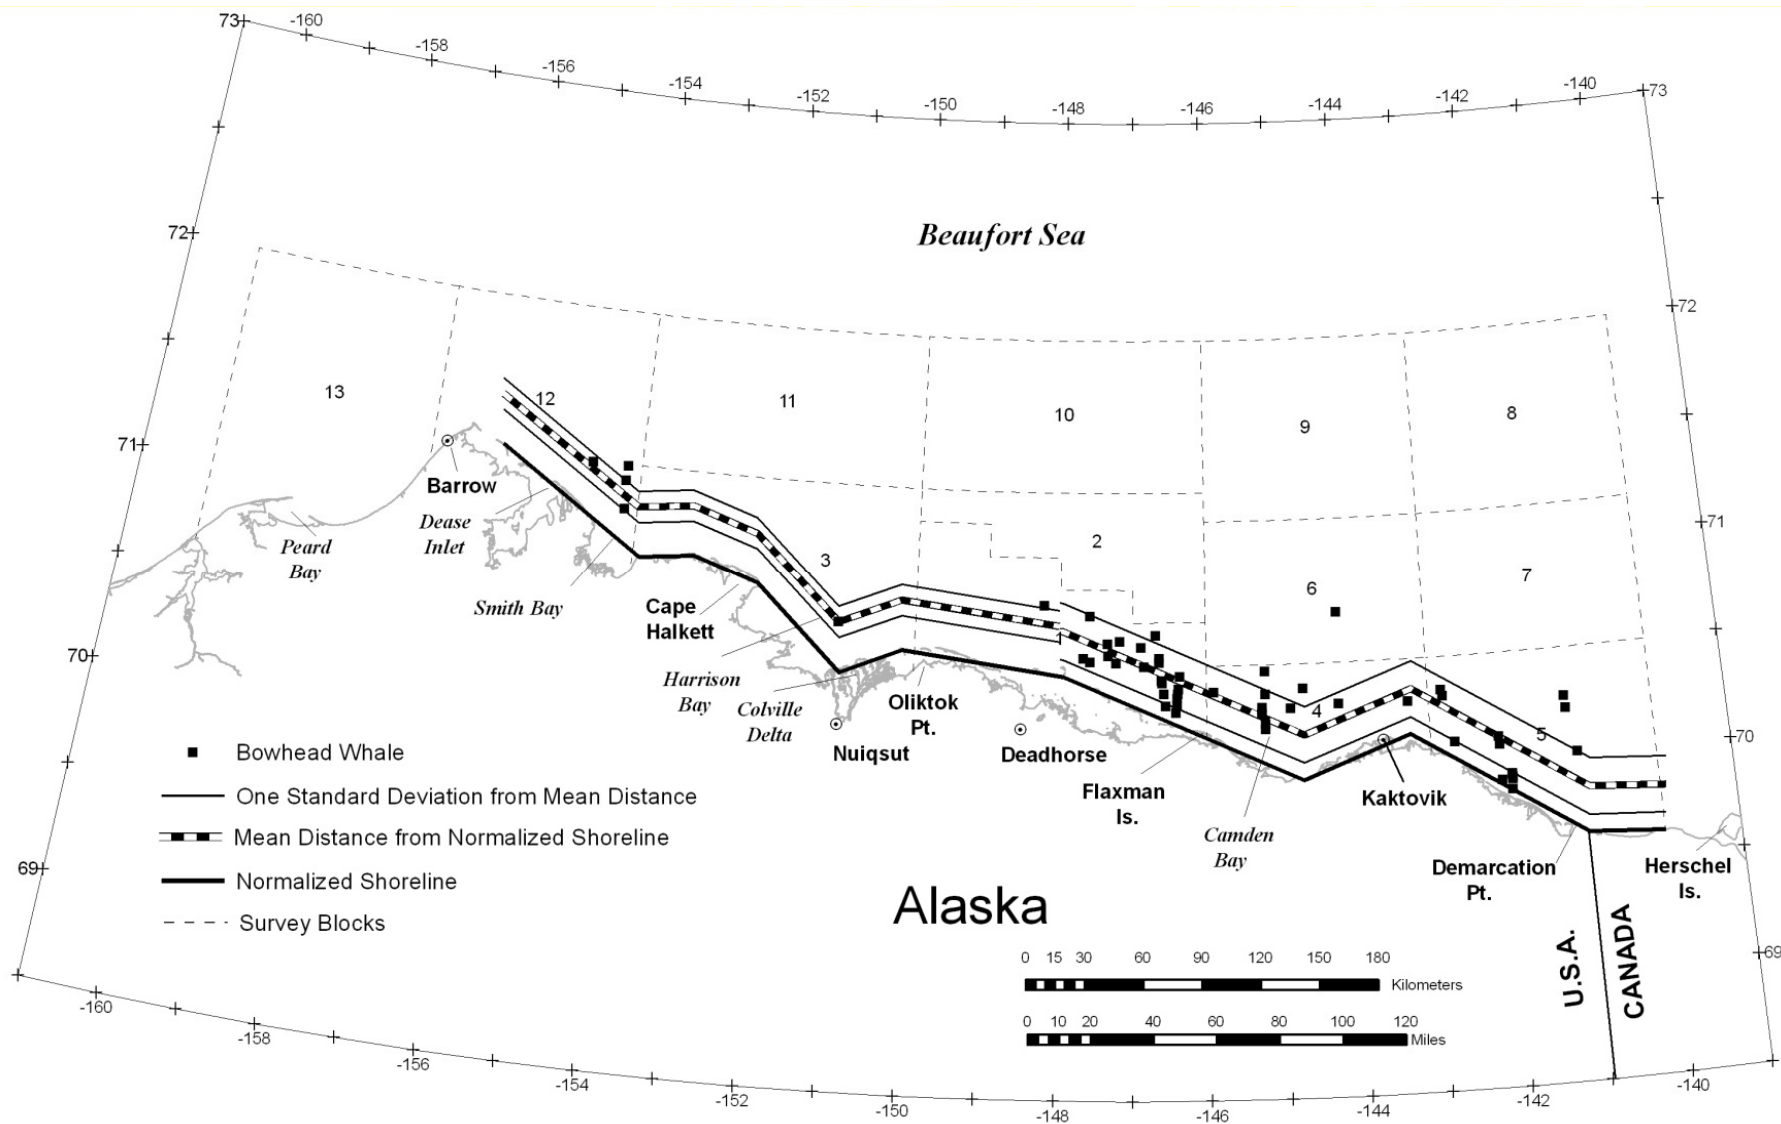 73
-160
-158
-156
-154
-152
-150
-148
-146
-144
-142
-140
73
72
Beaufort Sea
72
13
12
11
10
9
8
71
Barrow
Dease
Inlet
Peard
Bay
71
3
2
6
7
Smith Bay
Cape
Halkett
70
Harrison
Bay
Colville
Delta
Oliktok
Pt.
4
5
70
Nuiqsut
Deadhorse
Flaxman
Is.
Kaktovik
Camden
Bay
Demarcation
Pt.
Herschel
Is.
Bowhead Whale
One Standard Deviation from Mean Distance
Mean Distance from Normalized Shoreline
Normalized Shoreline
Survey Blocks
69
Alaska
U.S.A.
CANADA
69
0 15 30 60 90 120 150 180
Kilometers
0 10 20 40 60 80 100 120
Miles
-160
-158
-156
-154
-152
-150
-148
-146
-144
-142
-140